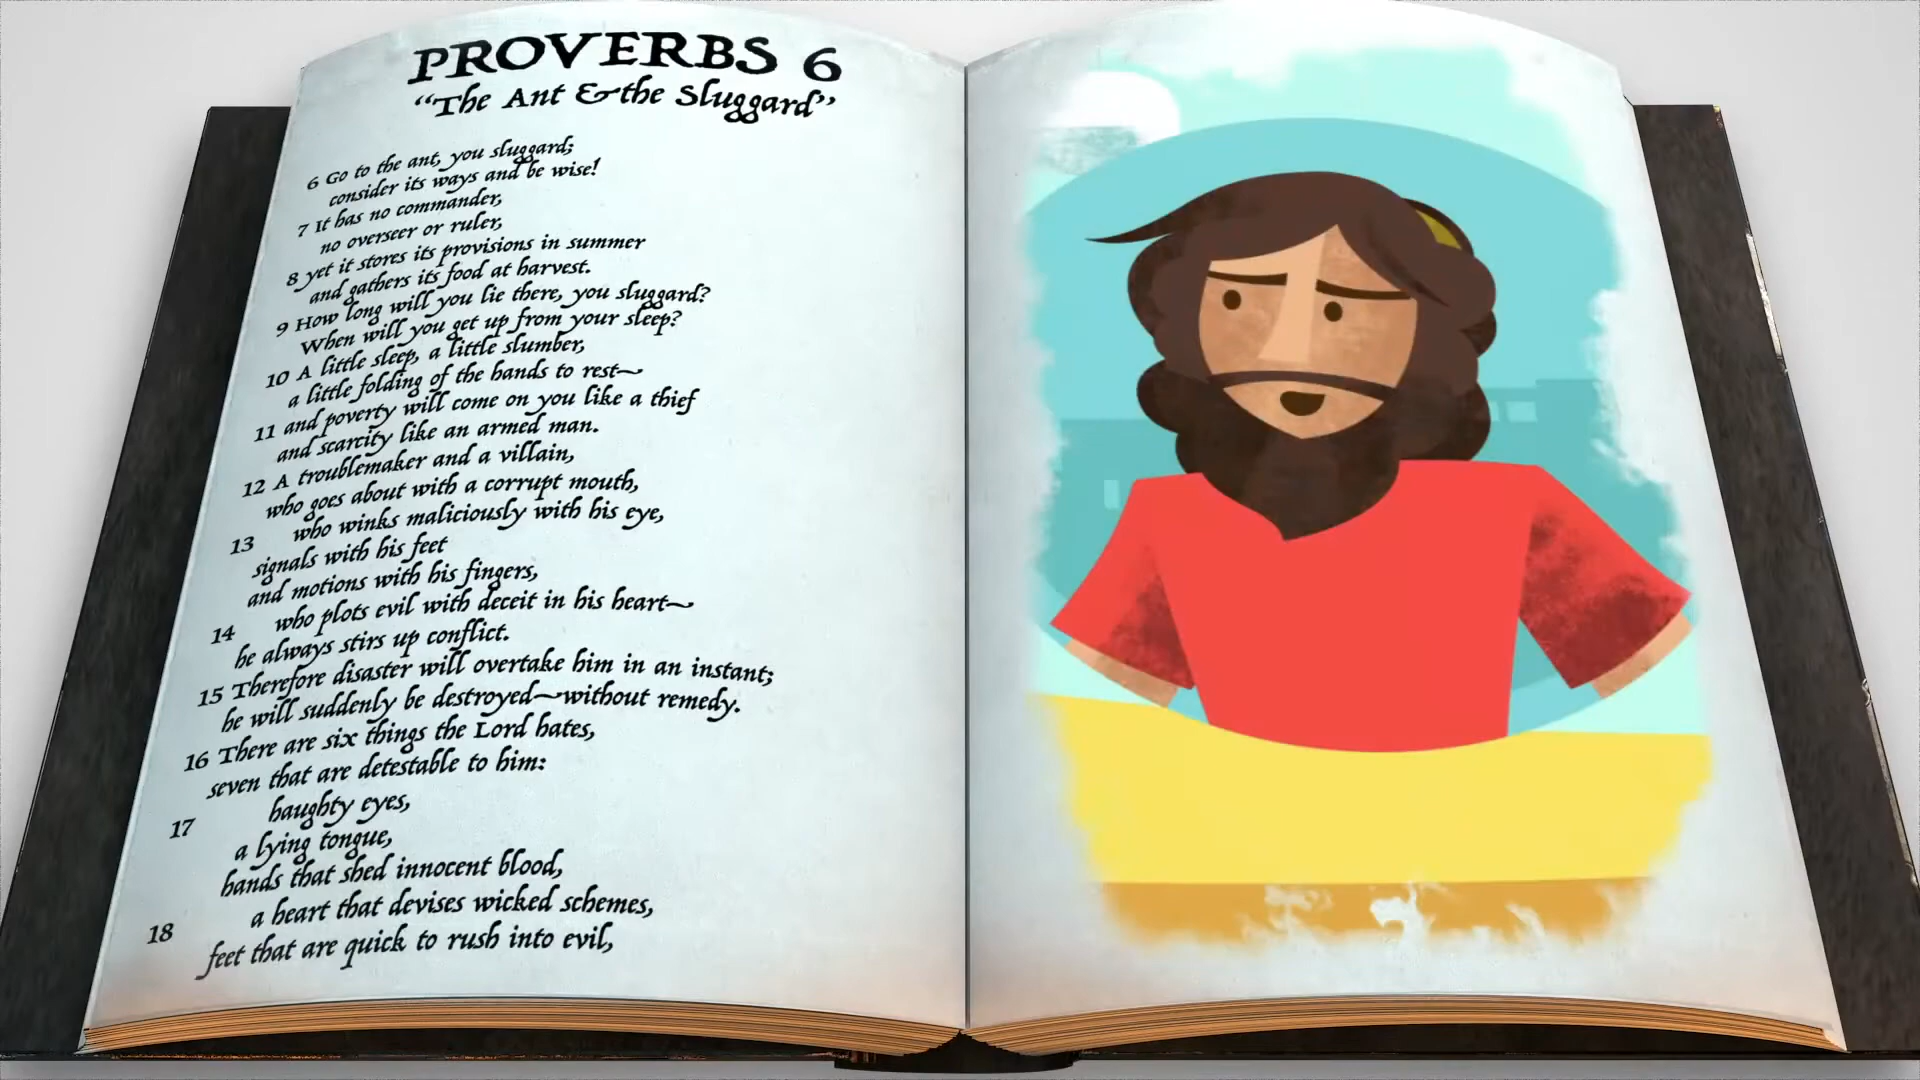 PROVERBS 6
“The Ant & the Sluggard”
6 Go to the ant, you sluggard;
consider its ways and be wise!
7 It has no commander,
no overseer or ruler,
8 yet it stores its provisions in summer
and gathers its food at harvest.
9 How long will you lie there, you sluggard?
When will you get up from your sleep?
10 A little sleep, a little slumber,
a little folding of the hands to rest—
11 and poverty will come on you like a thief
and scarcity like an armed man.
12 A troublemaker and a villain,
who goes about with a corrupt mouth,
13 who winks maliciously with his eye,
signals with his feet
and motions with his fingers,
14 who plots evil with deceit in his heart—
he always stirs up conflict.
15 Therefore disaster will overtake him in an instant;
he will suddenly be destroyed—without remedy.
16 There are six things the Lord hates,
seven that are detestable to him:
17 haughty eyes,
a lying tongue,
hands that shed innocent blood,
18 a heart that devises wicked schemes,
feet that are quick to rush into evil,